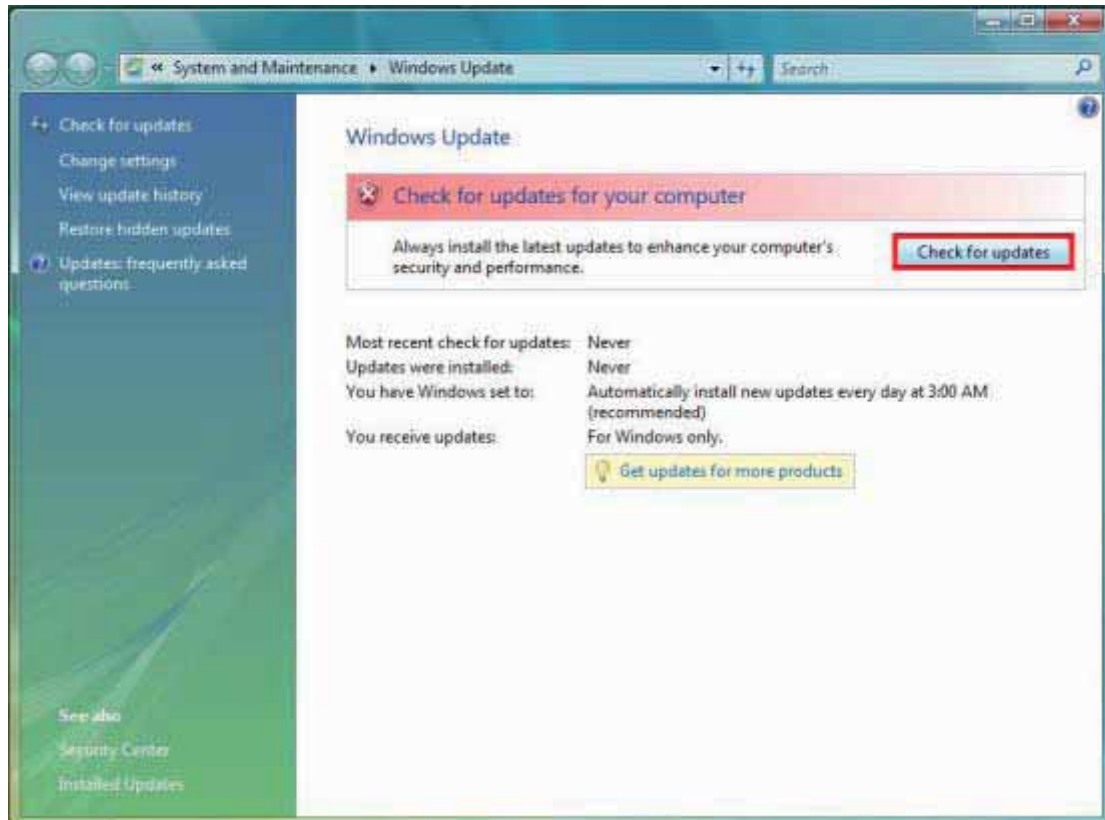 « System and Maintenance ▸ Windows Update
Search
Check for updates
Change settings
View update history
Restore hidden updates
Updates: frequently asked
questions
See also
Security Center
Installed Updates
Windows Update
Check for updates for your computer
Always install the latest updates to enhance your computer's
security and performance.
Check for updates
Most recent check for updates: Never
Updates were installed: Never
You have Windows set to: Automatically install new updates every day at 3:00 AM
(recommended)
You receive updates: For Windows only.
Get updates for more products